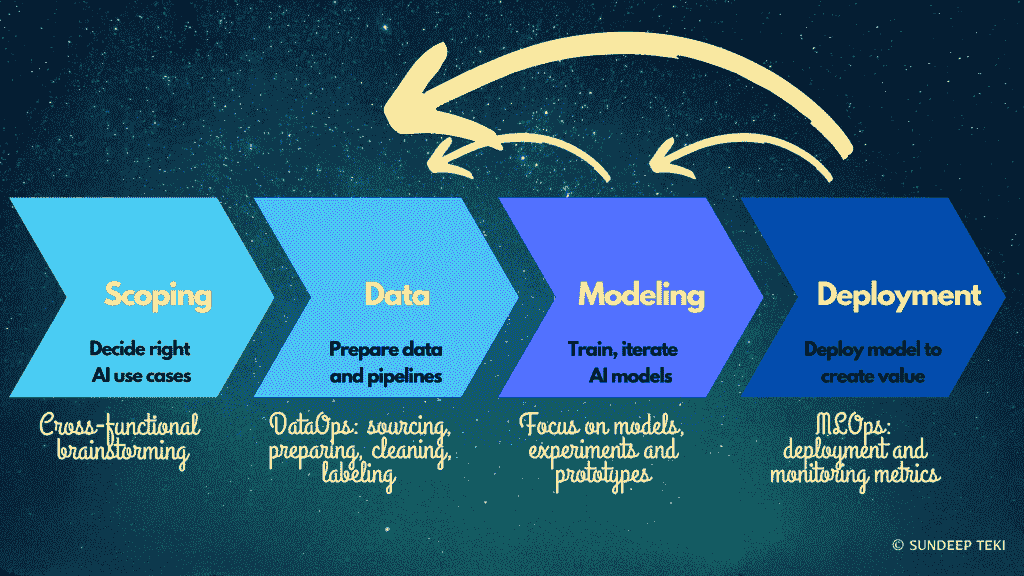 Scoping
Decide right
AI use cases
Cross-functional
brainstorming
Data
Prepare data
and pipelines
DataOps: sourcing,
preparing, cleaning,
labeling
Modeling
Train, iterate
AI models
Focus on models,
experiments and
prototypes
Deployment
Deploy model to
create value
MLOps:
deployment and
monitoring metrics
© SUNDEEP TEKI